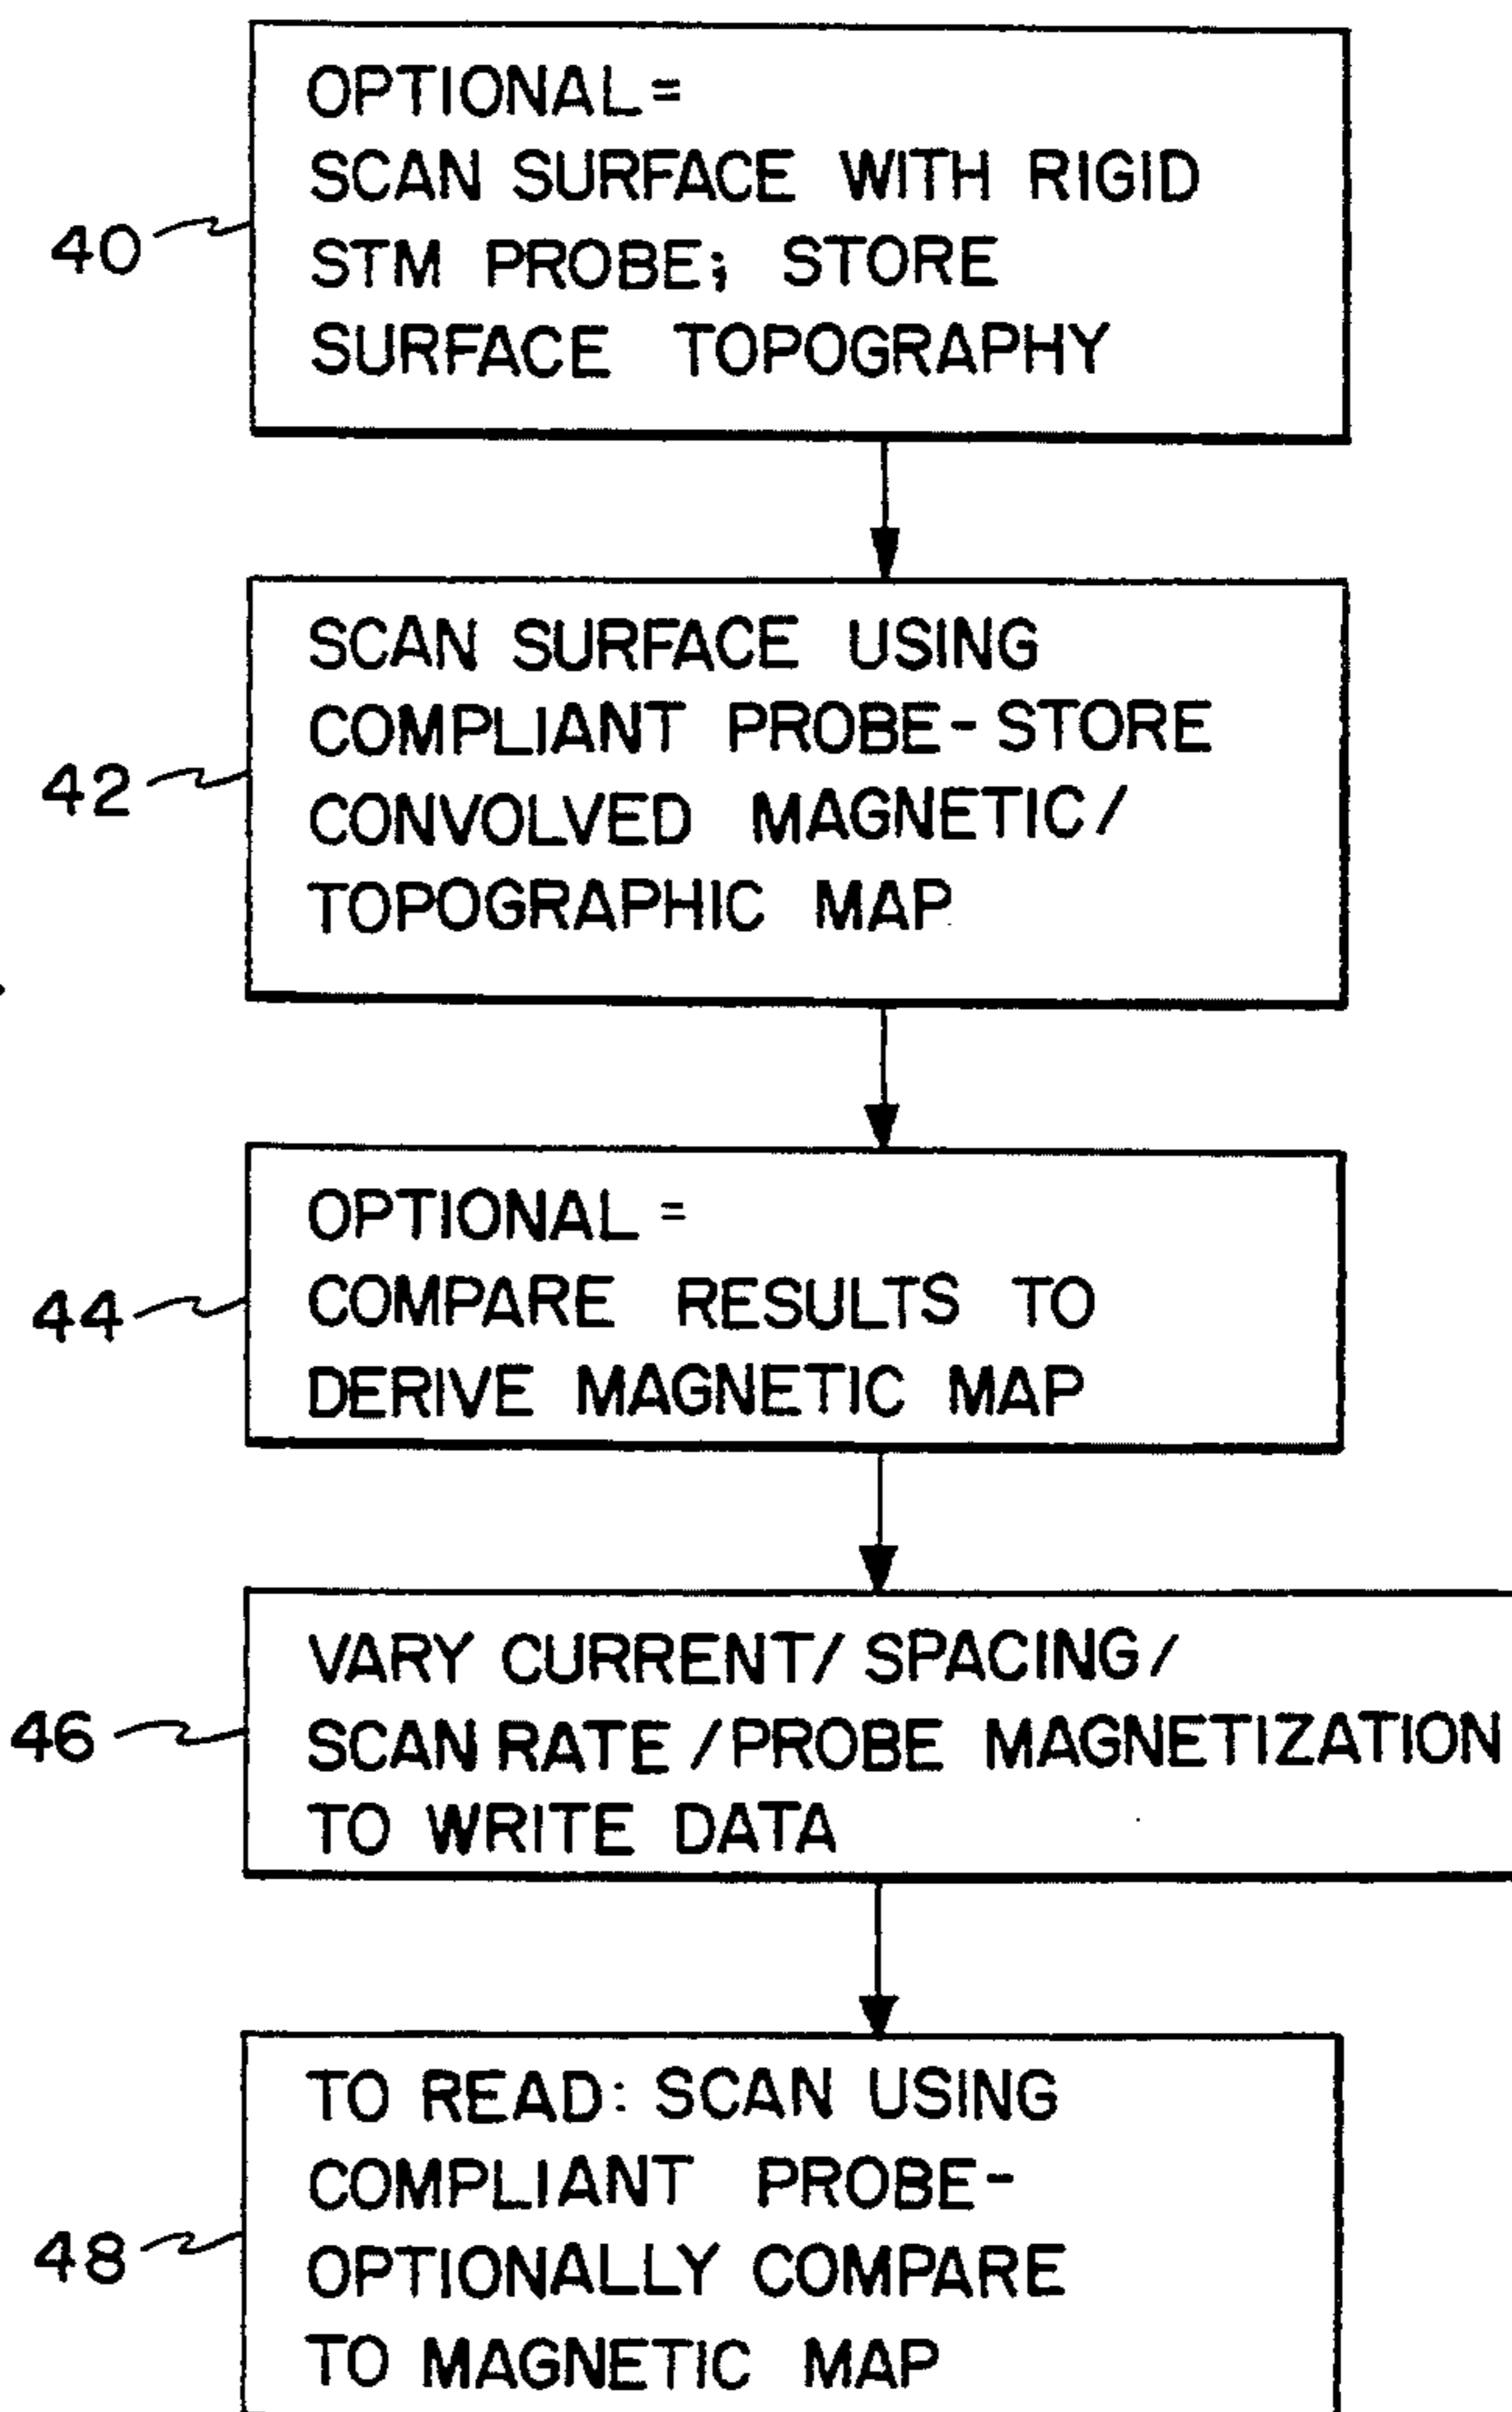 OPTIONAL=
SCAN SURFACE WITH RIGID
40
STM PROBE; STORE
SURFACE TOPOGRAPHY
SCAN SURFACE USING
COMPLIANT PROBE-STORE
42
CONVOLVED MAGNETIC/
TOPOGRAPHIC MAP
OPTIONAL =
44
COMPARE RESULTS TO
DERIVE MAGNETIC MAP
VARY CURRENT/ SPACING/
46
SCAN RATE /PROBE MAGNETIZATION
TO WRITE DATA
TO READ: SCAN USING
COMPLIANT PROBE-
48
OPTIONALLY COMPARE
TO MAGNETIC MAP